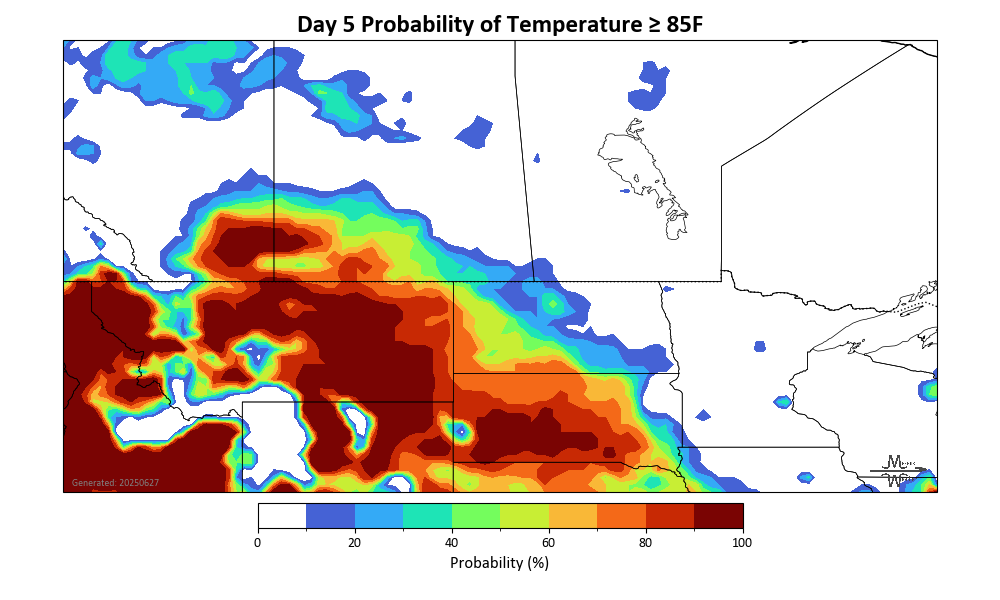 Day 5 Probability of Temperature ≥ 85F
Generated: 20250627
0 20 40 60 80 100
Probability (%)